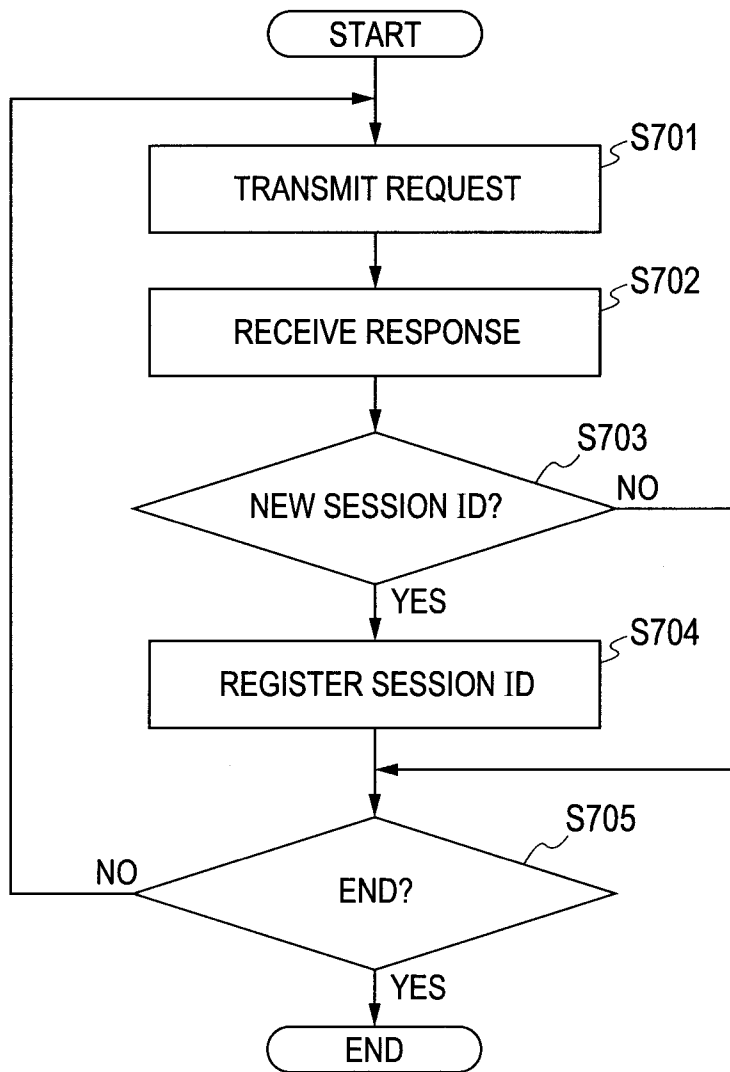 START
S701
TRANSMIT REQUEST
S702
RECEIVE RESPONSE
S703
NEW SESSION ID?
NO
YES
S704
REGISTER SESSION ID
S705
NO
END?
YES
END